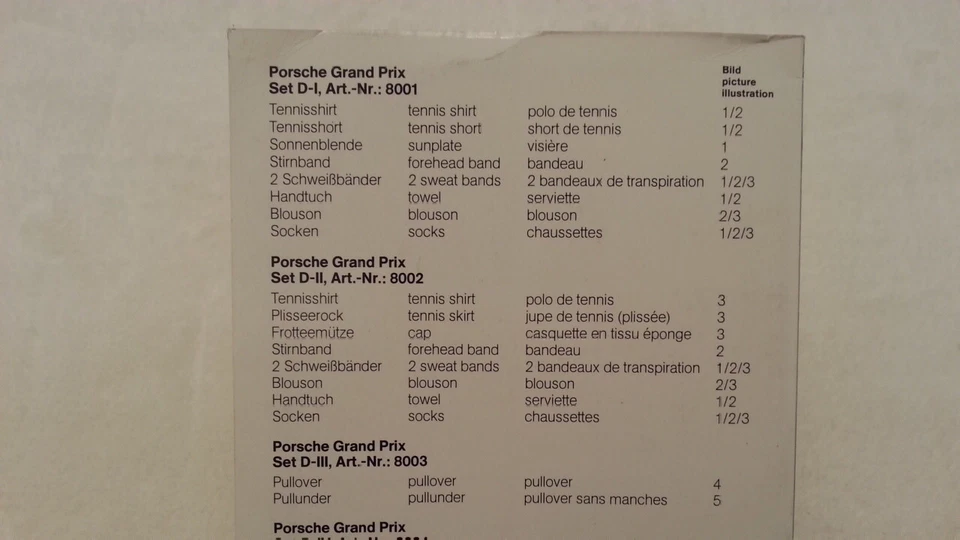 Bild
picture
illustration
Porsche Grand Prix
Set D-I, Art.-Nr.: 8001
Tennisshirt tennis shirt polo de tennis 1/2
Tennisshort tennis short short de tennis 1/2
Sonnenblende sunplate visière 1
Stirnband forehead band bandeau 2
2 Schweißbänder 2 sweat bands 2 bandeaux de transpiration 1/2/3
Handtuch towel serviette 1/2
Blouson blouson blouson 2/3
Socken socks chaussettes 1/2/3
Porsche Grand Prix
Set D-II, Art.-Nr.: 8002
Tennisshirt tennis shirt polo de tennis 3
Plisseerock tennis skirt jupe de tennis (plissée) 3
Frotteemütze cap casquette en tissu éponge 3
Stirnband forehead band bandeau 2
2 Schweißbänder 2 sweat bands 2 bandeaux de transpiration 1/2/3
Blouson blouson blouson 2/3
Handtuch towel serviette 1/2
Socken socks chaussettes 1/2/3
Porsche Grand Prix
Set D-III, Art.-Nr.: 8003
Pullover pullover pullover 4
Pullunder pullunder pullover sans manches 5
Porsche Grand Prix